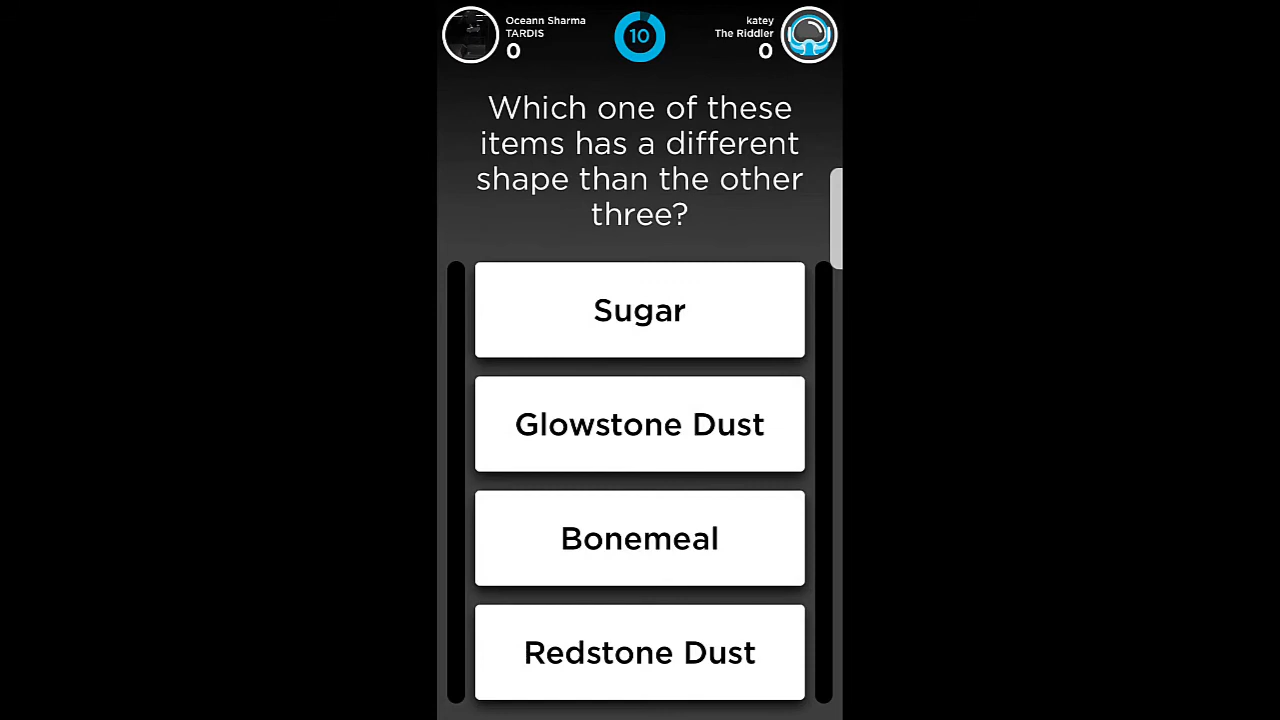 Oceann Sharma
TARDIS
0
10
katey
The Riddler
0
Which one of these
items has a different
shape than the other
three?
Sugar
Glowstone Dust
Bonemeal
Redstone Dust